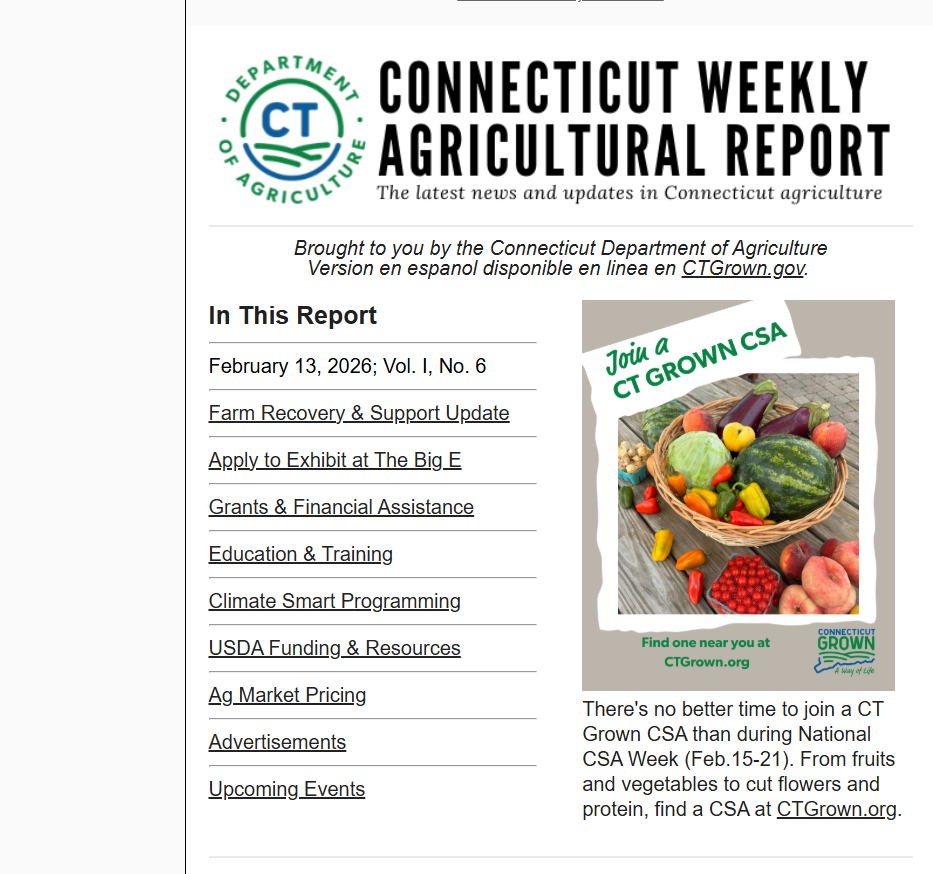 DEPARTMENT OF AGRICULTURE
CT
CONNECTICUT WEEKLY
AGRICULTURAL REPORT
The latest news and updates in Connecticut agriculture
Brought to you by the Connecticut Department of Agriculture
Version en espanol disponible en linea en CTGrown.gov.
In This Report
February 13, 2026; Vol. I, No. 6
Farm Recovery & Support Update
Apply to Exhibit at The Big E
Grants & Financial Assistance
Education & Training
Climate Smart Programming
USDA Funding & Resources
Ag Market Pricing
Advertisements
Upcoming Events
Join a
CT GROWN CSA
Find one near you at
CTGrown.org
CONNECTICUT
GROWN
A Way of Life
There's no better time to join a CT
Grown CSA than during National
CSA Week (Feb.15-21). From fruits
and vegetables to cut flowers and
protein, find a CSA at CTGrown.org.